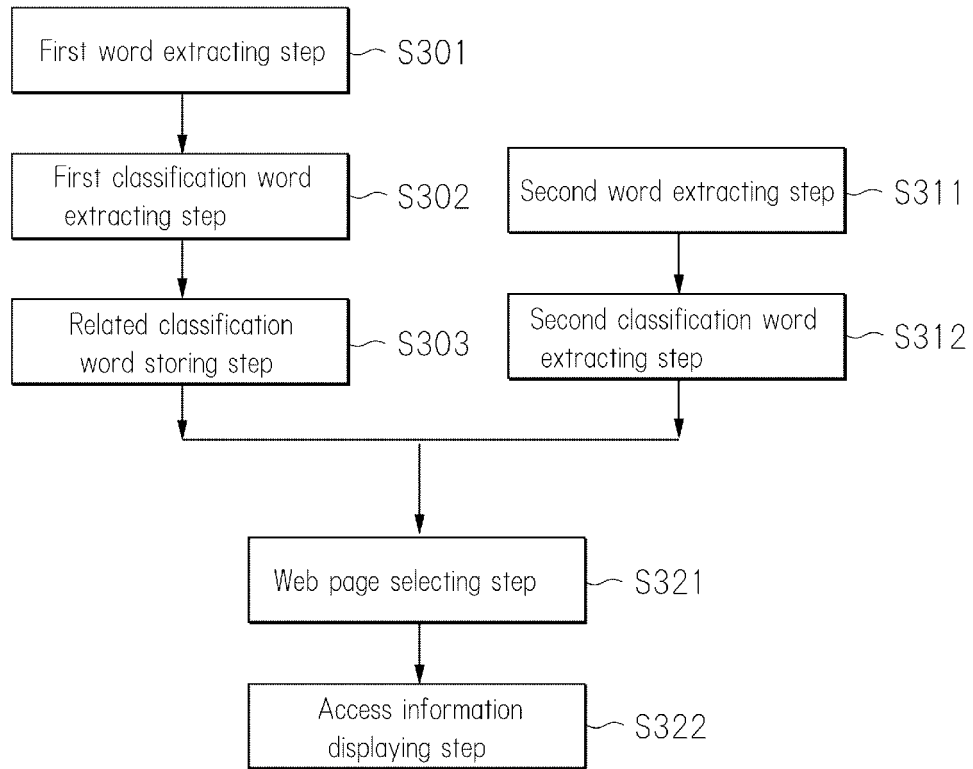 First word extracting step
S301
First classification word
extracting step
S302
Related classification
word storing step
S303
Second word extracting step
S311
Second classification word
extracting step
S312
Web page selecting step
S321
Access information
displaying step
S322